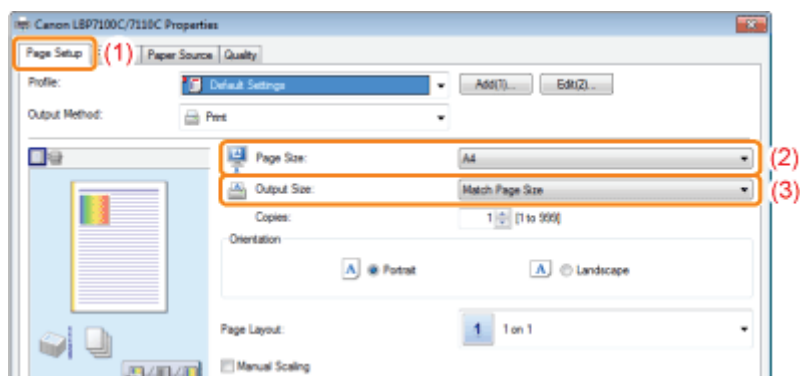 Canon LBP7100C/7110C Properties
Page Setup (1) Paper Source Quality
Profile: Default Settings Add(1)... Edit(2)...
Output Method: Print
Page Size: A4 (2)
Output Size: Match Page Size (3)
Copies: 1 [1 to 999]
Orientation
A Portrait A Landscape
Page Layout: 1 1 on 1
Manual Scaling